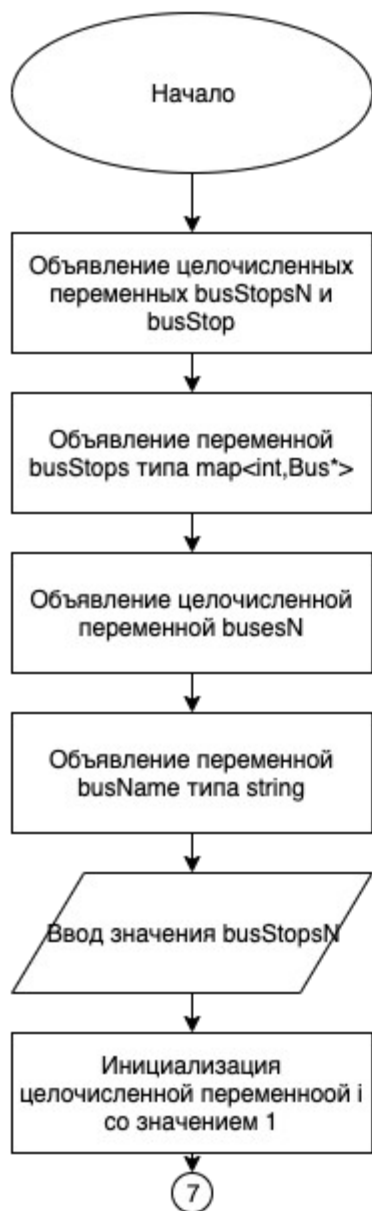 Начало
Объявление целочисленных
переменных busStopsN и
busStop
Объявление переменной
busStops типа map<int,Bus*>
Объявление целочисленной
переменной busesN
Объявление переменной
busName типа string
Ввод значения busStopsN
Инициализация
целочисленной переменноой i
со значением 1
7